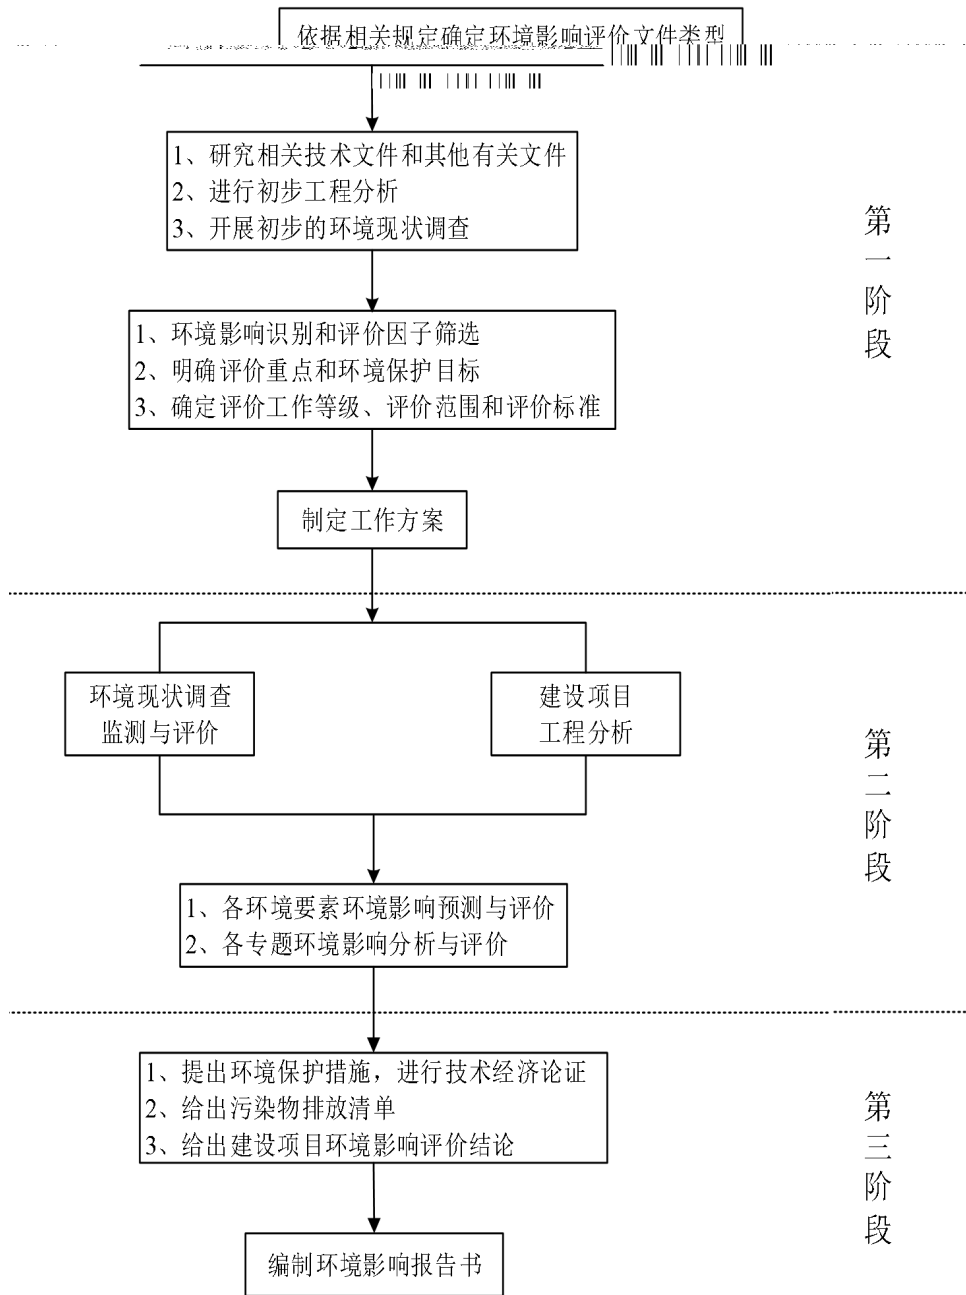 依据相关规定确定环境影响评价文件类型
1、研究相关技术文件和其他有关文件
2、进行初步工程分析
3、开展初步的环境现状调查
第一阶段
1、环境影响识别和评价因子筛选
2、明确评价重点和环境保护目标
3、确定评价工作等级、评价范围和评价标准
制定工作方案
环境现状调查
监测与评价
建设项目
工程分析
第二阶段
1、各环境要素环境影响预测与评价
2、各专题环境影响分析与评价
1、提出环境保护措施，进行技术经济论证
2、给出污染物排放清单
3、给出建设项目环境影响评价结论
第三阶段
编制环境影响报告书